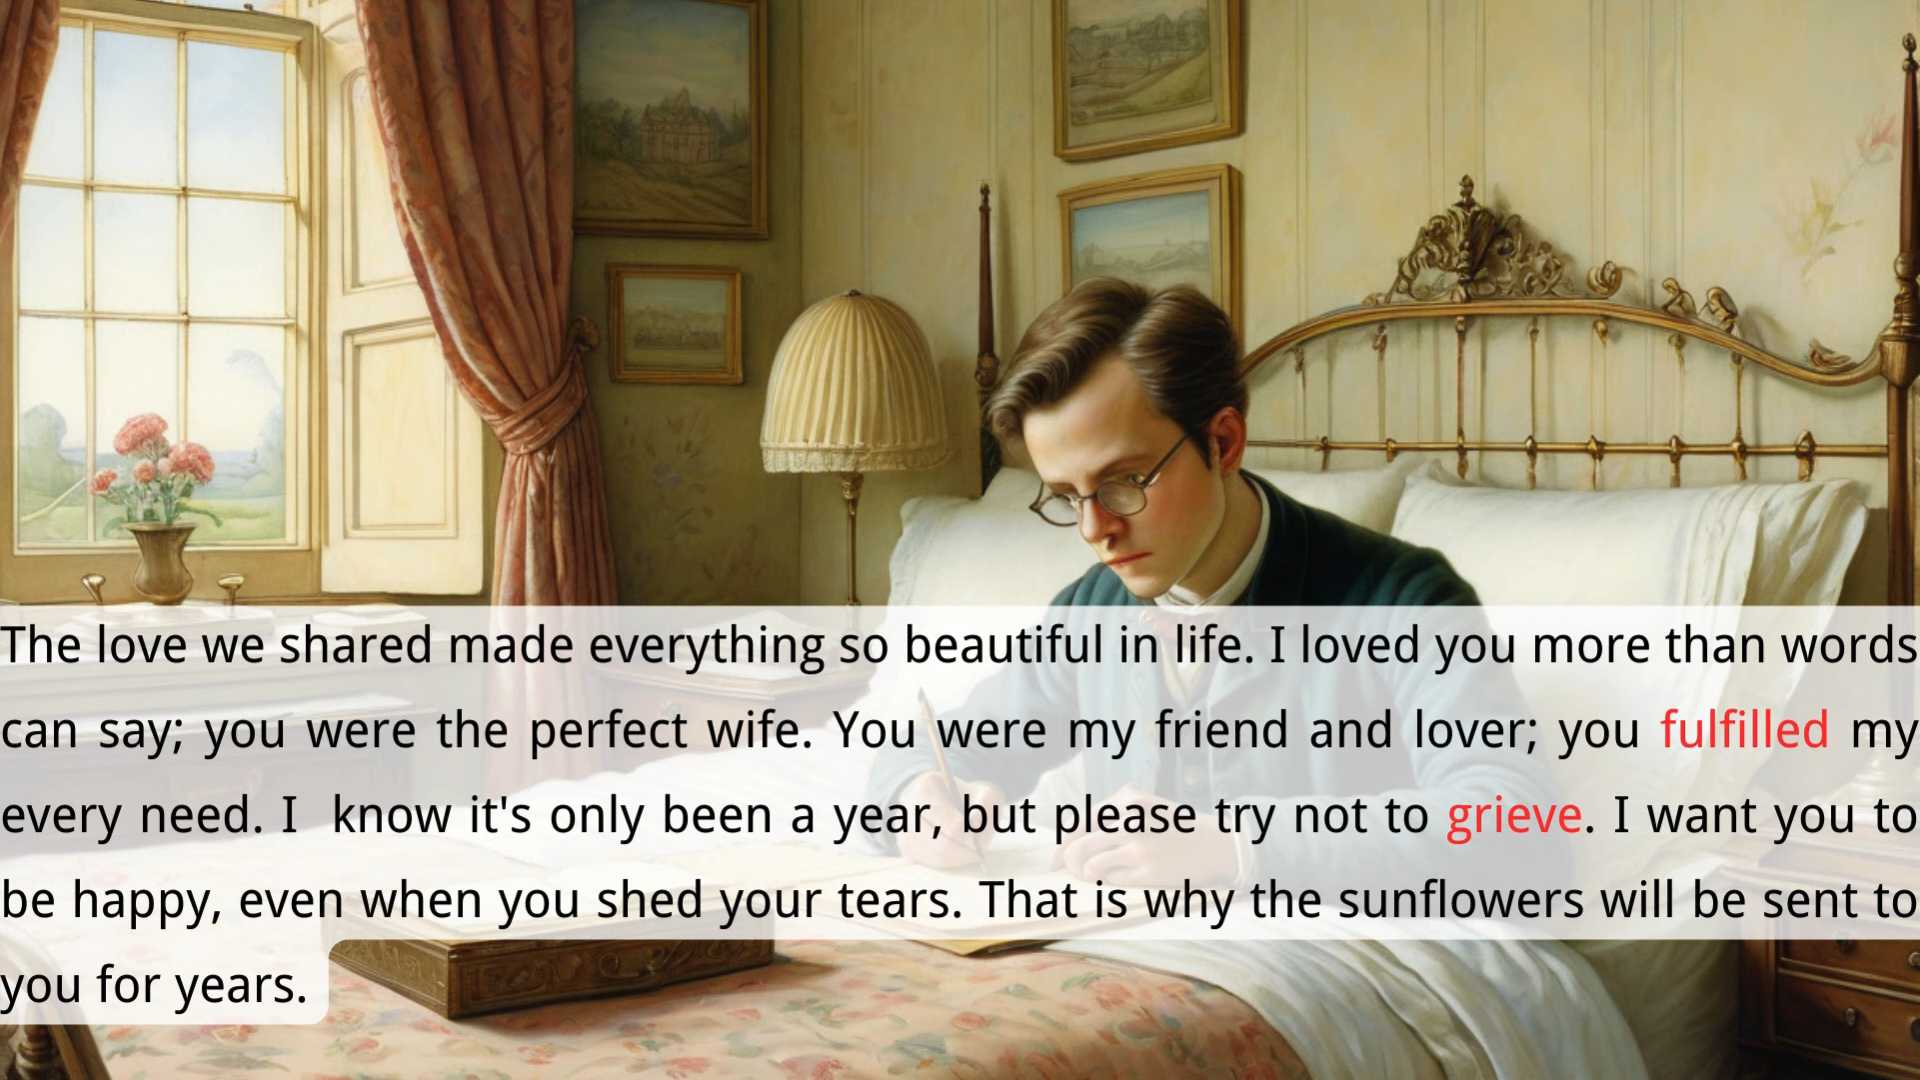 The love we shared made everything so beautiful in life. I loved you more than words
can say; you were the perfect wife. You were my friend and lover; you fulfilled my
every need. I  know it's only been a year, but please try not to grieve. I want you to
be happy, even when you shed your tears. That is why the sunflowers will be sent to
you for years.